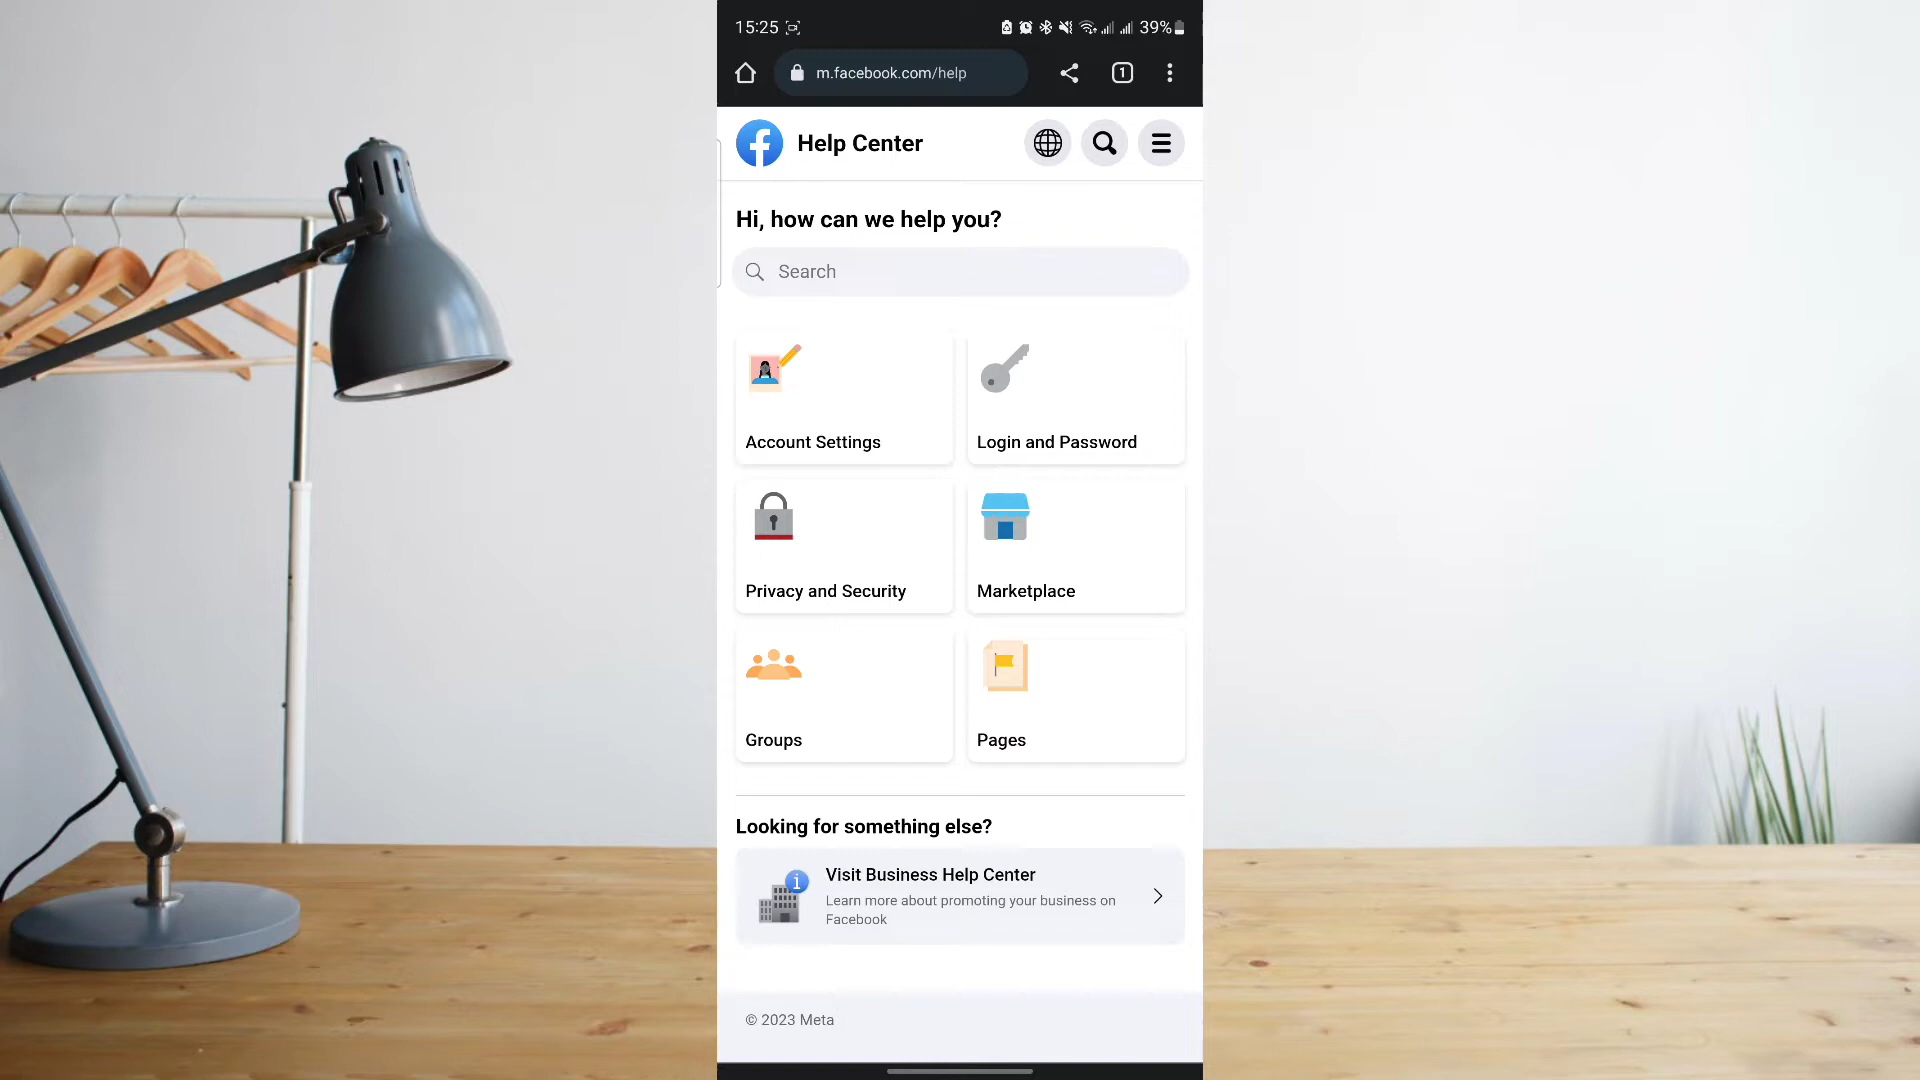 15:25 39%
m.facebook.com/help 1
Help Center
Hi, how can we help you?
Search
Account Settings Login and Password
Privacy and Security Marketplace
Groups Pages
Looking for something else?
Visit Business Help Center
Learn more about promoting your business on
Facebook
© 2023 Meta